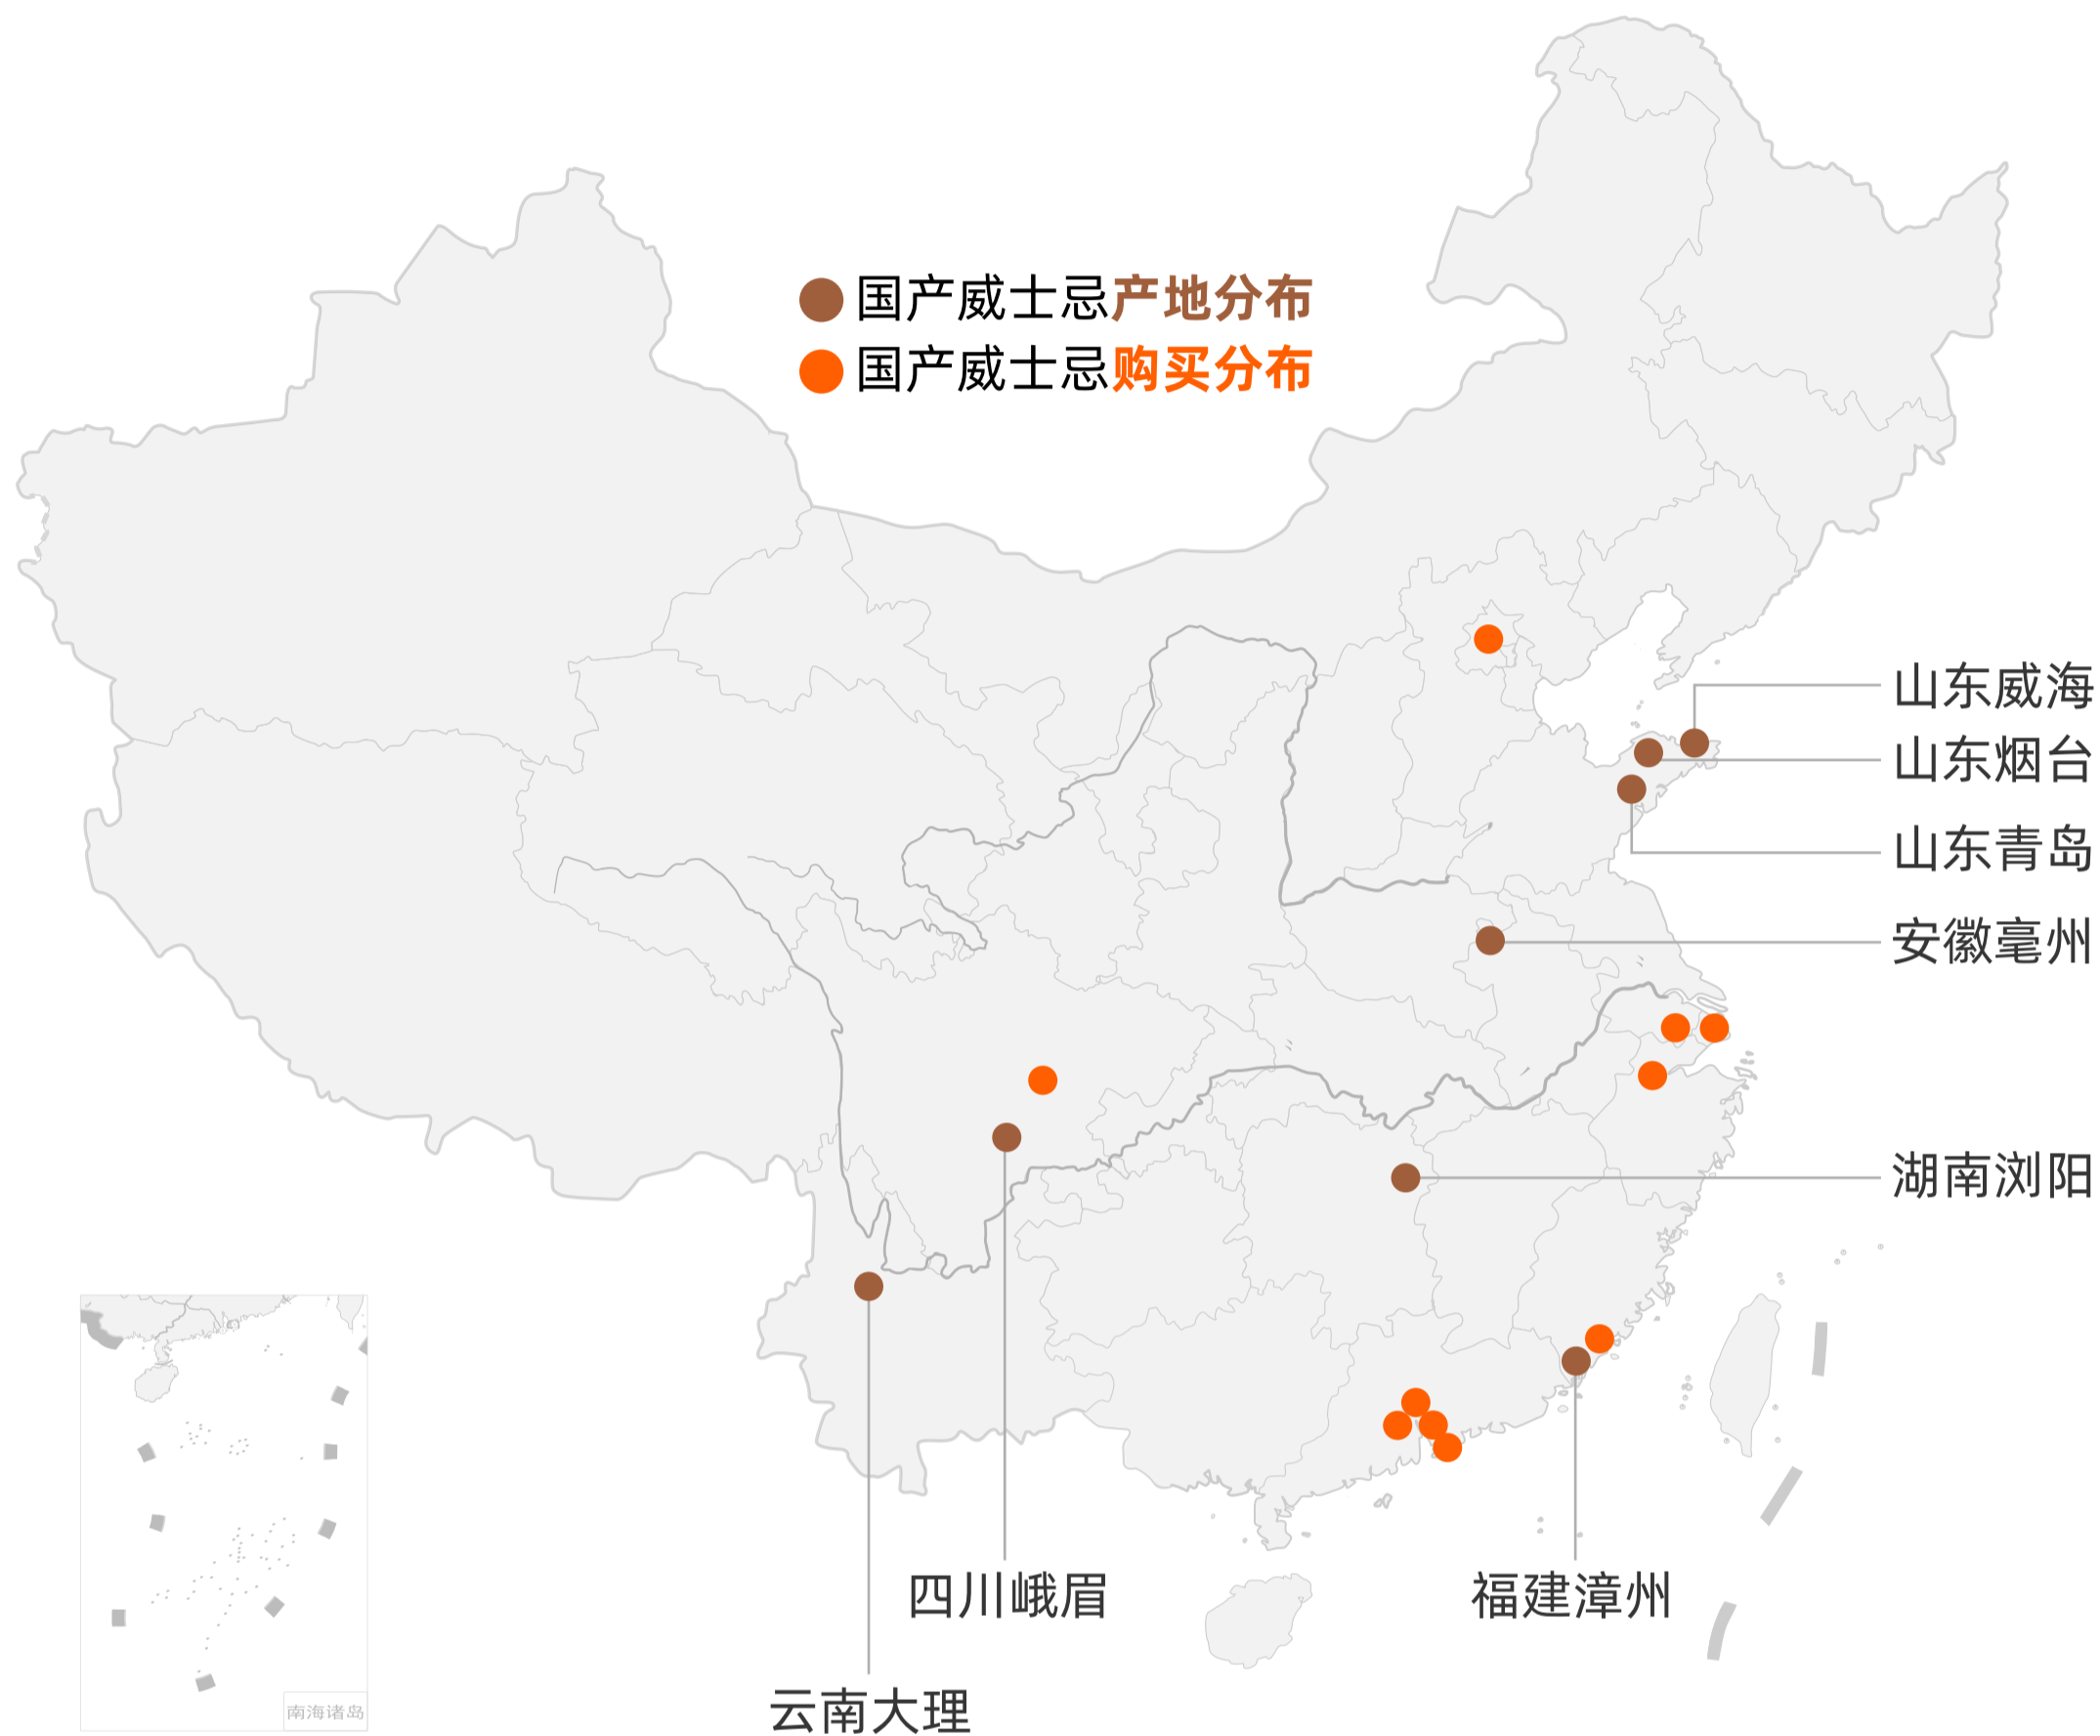 国产威士忌产地分布
国产威士忌购买分布
山东威海
山东烟台
山东青岛
安徽亳州
湖南浏阳
四川峨眉
福建漳州
云南大理
南海诸岛